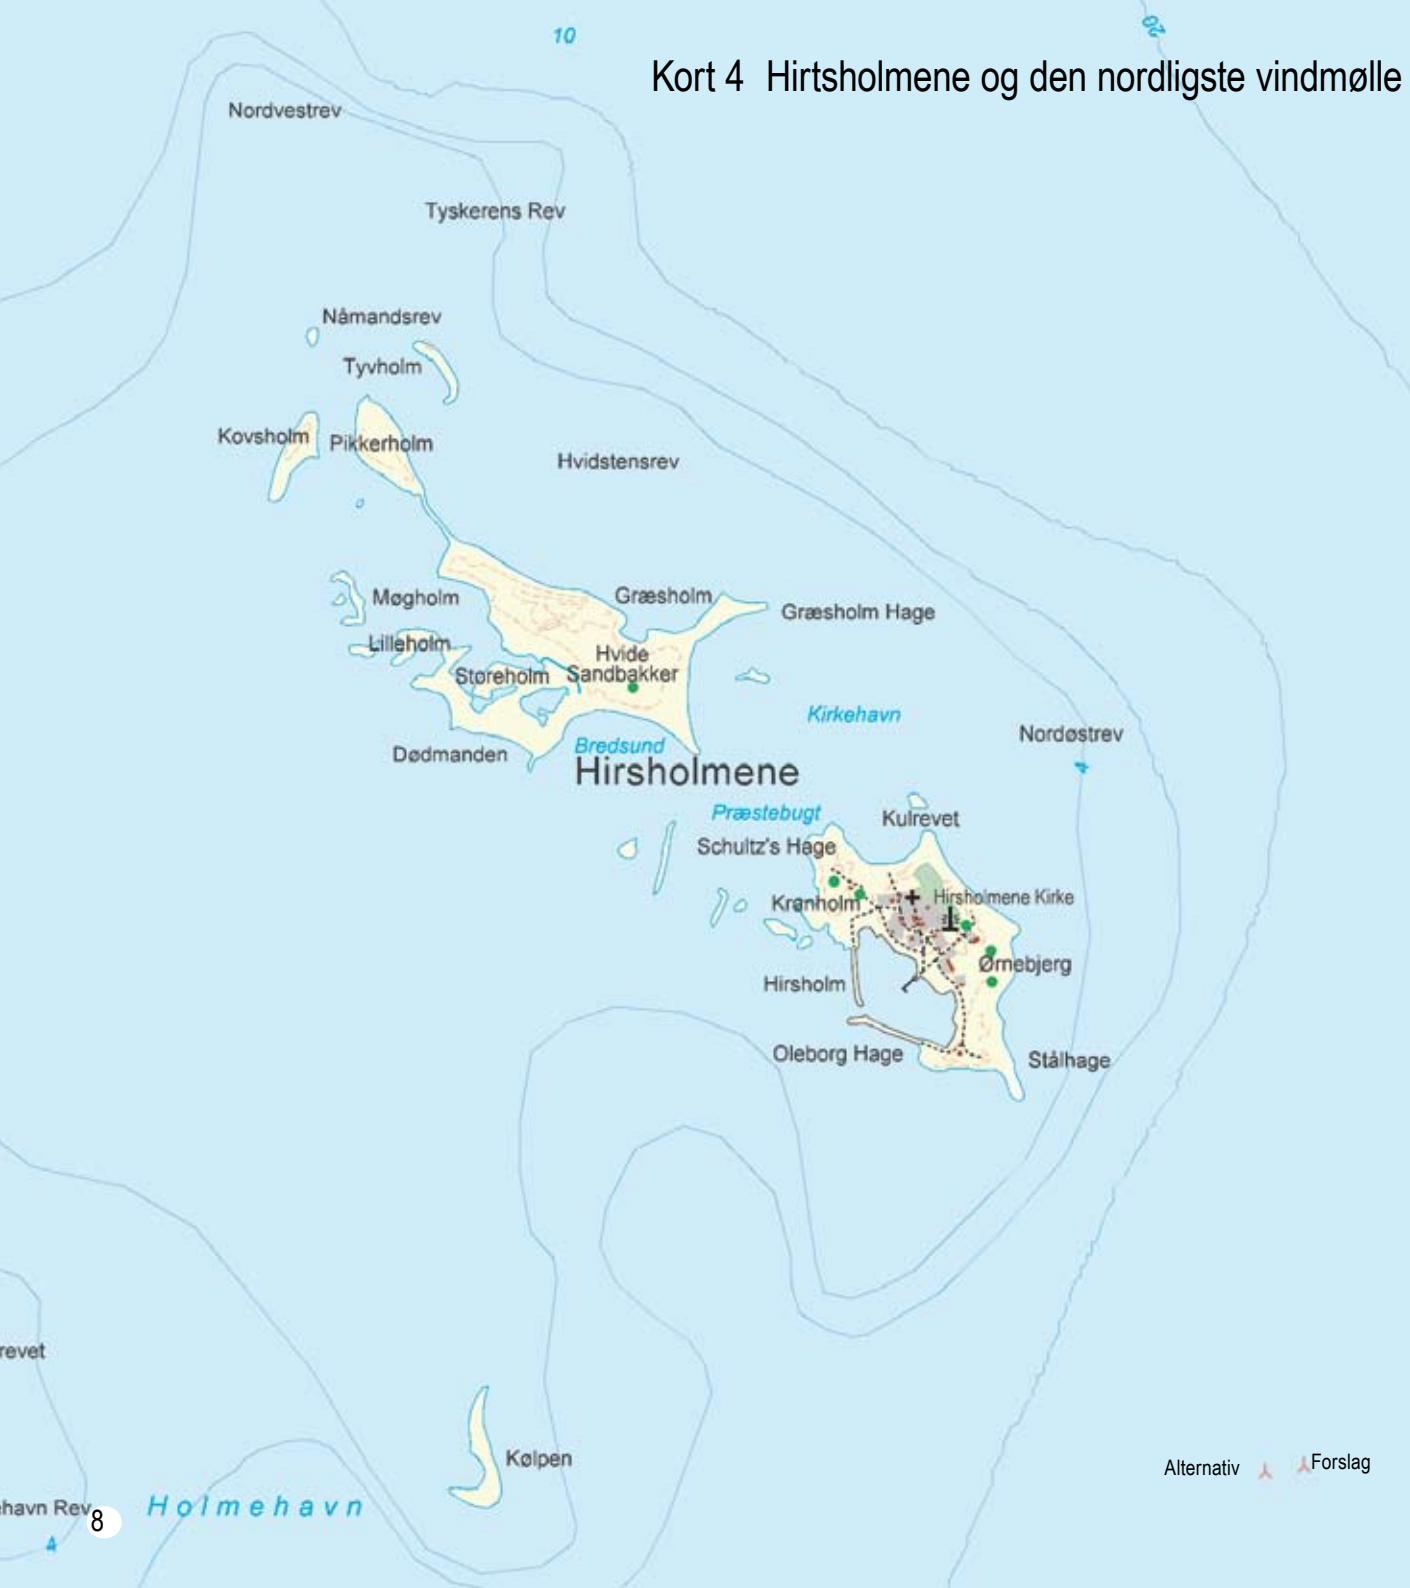 10
20
Kort 4 Hirtsholmene og den nordligste vindmølle
Nordvestrev
Tyskerens Rev
Nåmandsrev
Tyvholm
Kovsholm
Pikkerholm
Hvidstensrev
Møgholm
Græsholm
Græsholm Hage
Lilleholm
Hvide
Sandbakker
Støreholm
Kirkehavn
Nordøstrev
4
Dødmanden
Bredsund
Hirsholmene
Præstebugt
Kulrevet
Schultz's Hage
Krønholm
Hirsholmene Kirke
Ørnebjerg
Hirsholm
Oleborg Hage
Stålhage
revet
Kølpen
Alternativ
Forslag
havn Rev
8
Holmehavn
4